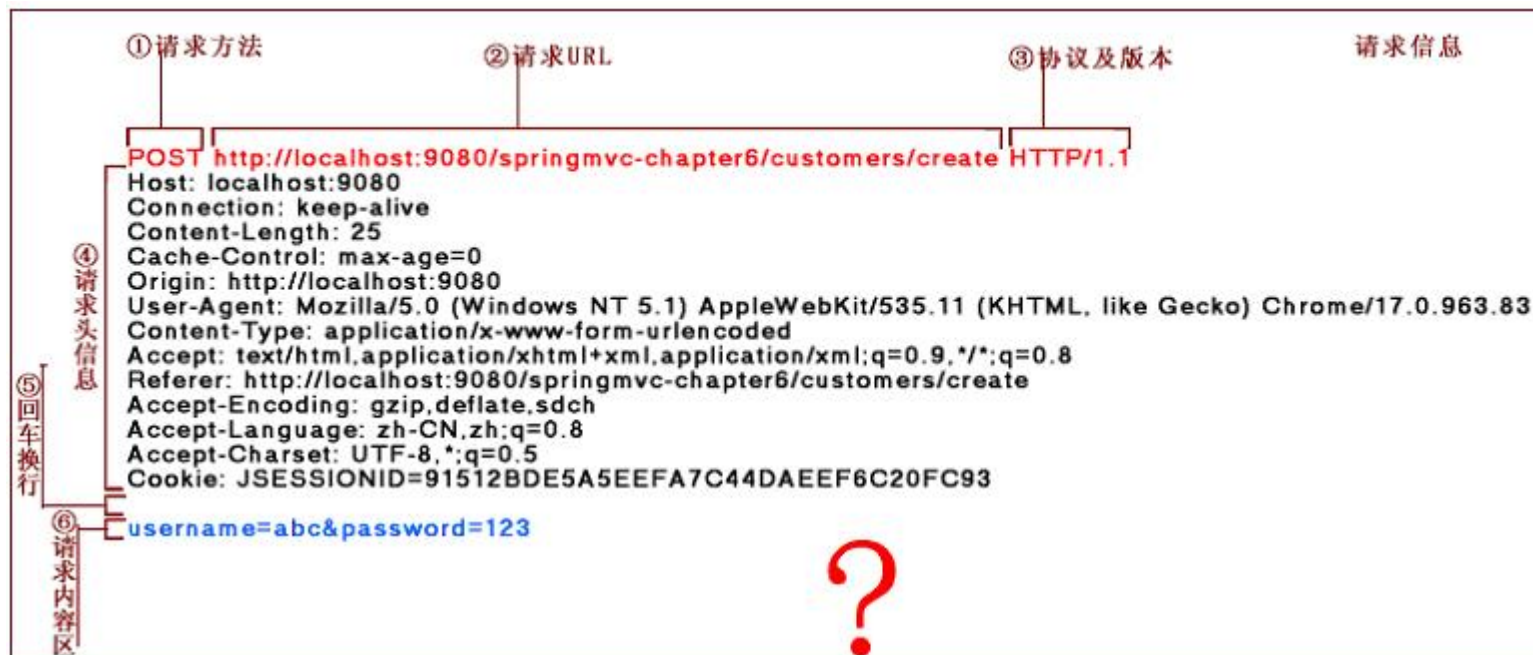 ①请求方法 ②请求URL ③协议及版本 请求信息
POST http://localhost:9080/springmvc-chapter6/customers/create HTTP/1.1
Host: localhost:9080
Connection: keep-alive
Content-Length: 25
Cache-Control: max-age=0
Origin: http://localhost:9080
User-Agent: Mozilla/5.0 (Windows NT 5.1) AppleWebKit/535.11 (KHTML, like Gecko) Chrome/17.0.963.83
Content-Type: application/x-www-form-urlencoded
Accept: text/html,application/xhtml+xml,application/xml;q=0.9,*/*;q=0.8
Referer: http://localhost:9080/springmvc-chapter6/customers/create
Accept-Encoding: gzip,deflate,sdch
Accept-Language: zh-CN,zh;q=0.8
Accept-Charset: UTF-8,*;q=0.5
Cookie: JSESSIONID=91512BDE5A5EEFA7C44DAEEF6C20FC93
④请求头信息
⑤回车换行
username=abc&password=123
⑥请求内容区
?